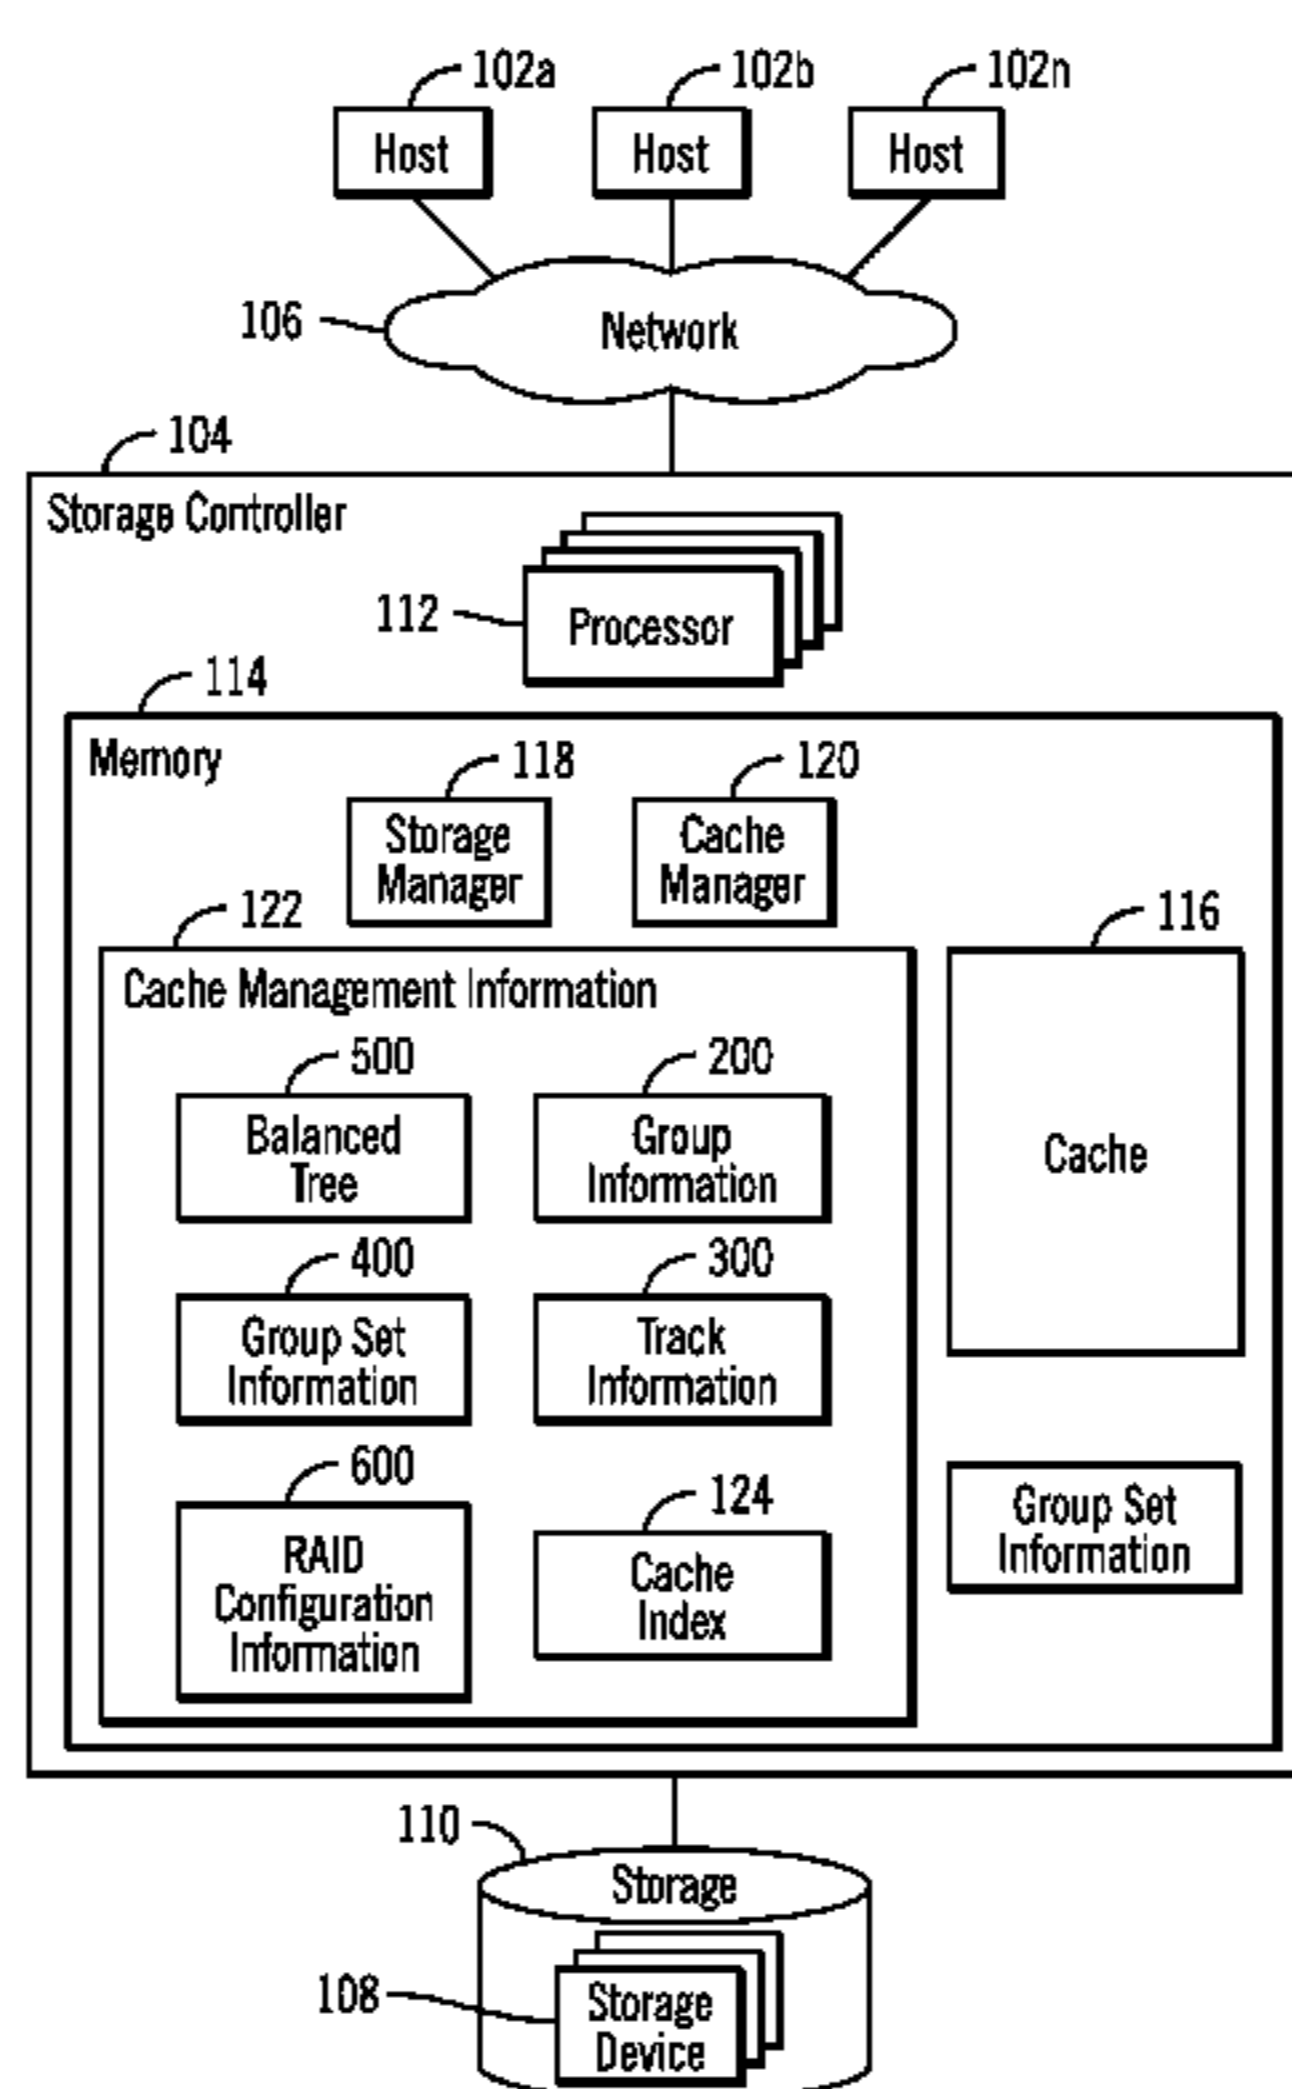 102a
102b
102n
Host
Host
Host
106
Network
104
Storage Controller
112
Processor
114
Memory
118
120
Storage
Manager
Cache
Manager
122
116
Cache Management Information
500
200
Balanced
Tree
Group
Information
Cache
400
300
Group Set
Information
Track
Information
600
124
RAID
Configuration
Information
Cache
Index
Group Set
Information
110
Storage
108
Storage
Device